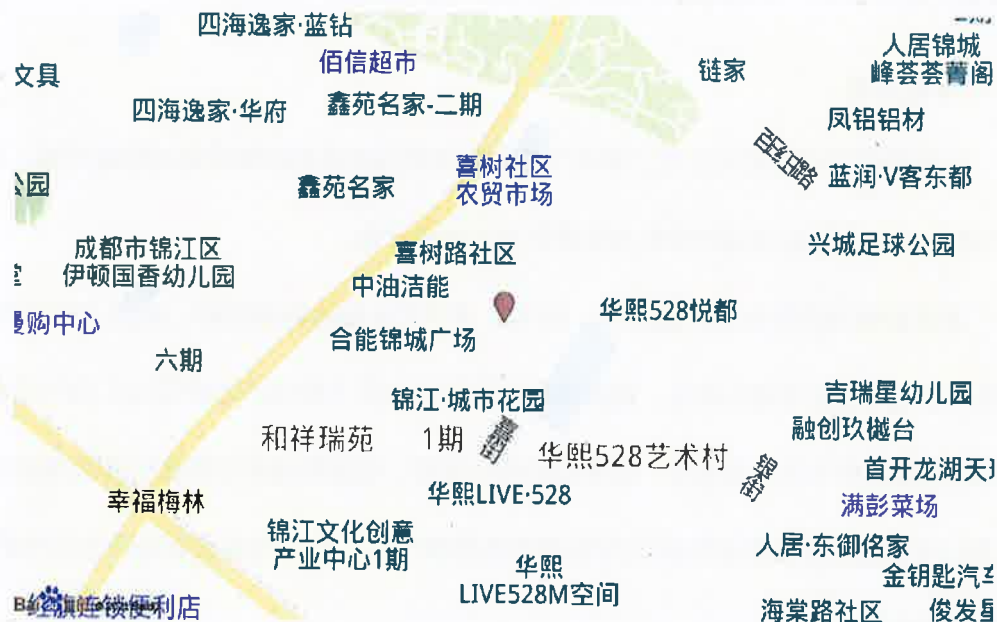 四海逸家·蓝钻
人居锦城
峰荟荟菁阁
佰信超市
链家
文具
四海逸家·华府
鑫苑名家-二期
凤铝铝材
喜树社区
农贸市场
蓝润·V客东都
公园
鑫苑名家
成都市锦江区
伊顿国香幼儿园
喜树路社区
兴城足球公园
堂
中油洁能
华熙528悦都
购中心
合能锦城广场
六期
锦江·城市花园
吉瑞星幼儿园
融创玖樾台
和祥瑞苑
1期
华熙528艺术村
首开龙湖天
幸福梅林
华熙LIVE·528
满彭菜场
锦江文化创意
产业中心1期
华熙
LIVE528M空间
人居·东御佲家
金钥匙汽车
红旗连锁便利店
海棠路社区
俊发星